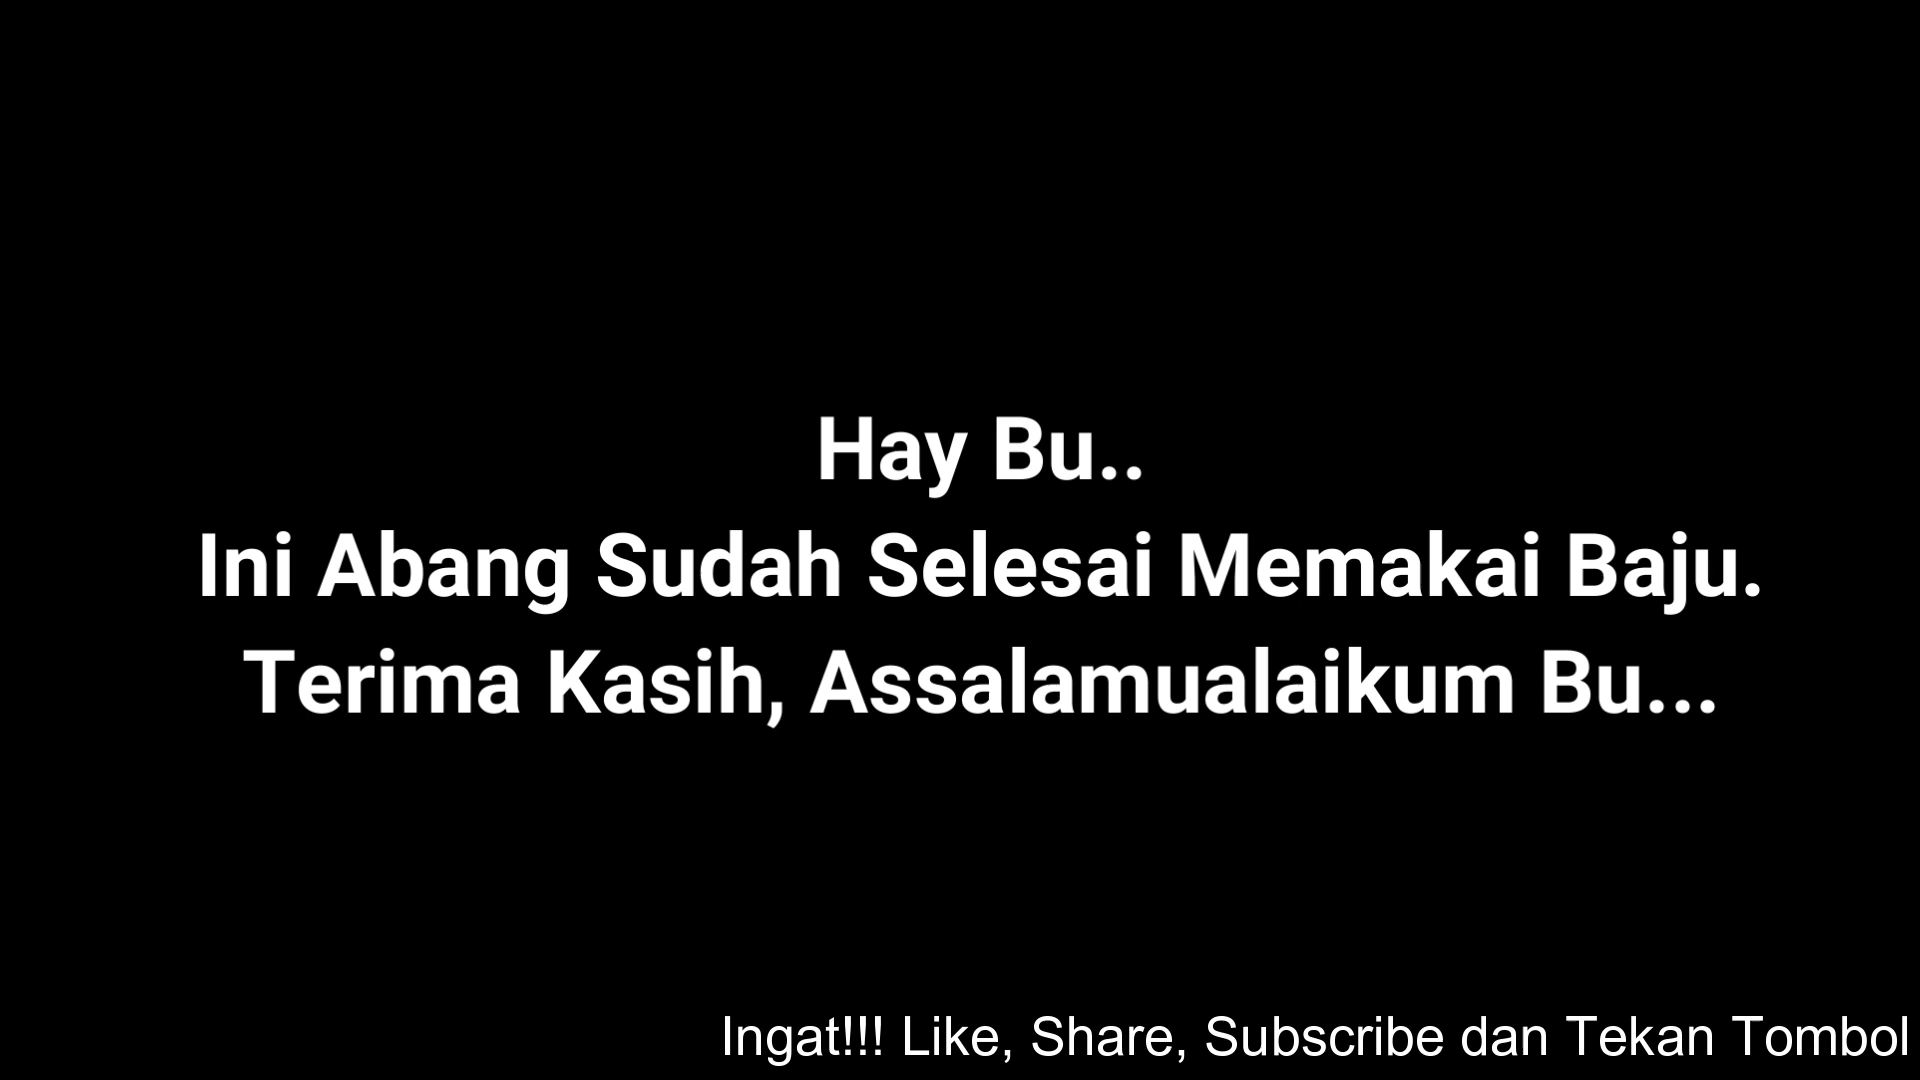 Hay Bu..
Ini Abang Sudah Selesai Memakai Baju.
Terima Kasih, Assalamualaikum Bu...
Ingat!!! Like, Share, Subscribe dan Tekan Tombol